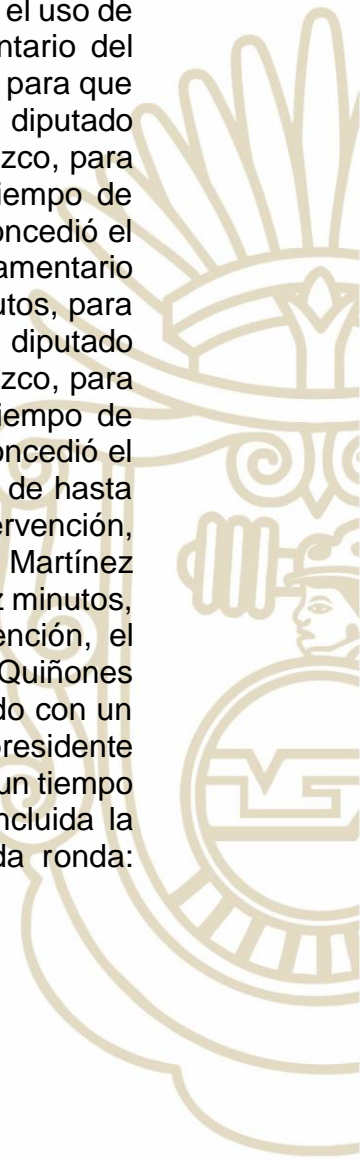 el uso de
ntario del
para que
diputado
zco, para
iempo de
oncedió el
amentario
utos, para
diputado
zco, para
iempo de
oncedió el
de hasta
ervención,
Martínez
z minutos,
ención, el
Quiñones
do con un
presidente
un tiempo
ncluida la
da ronda: